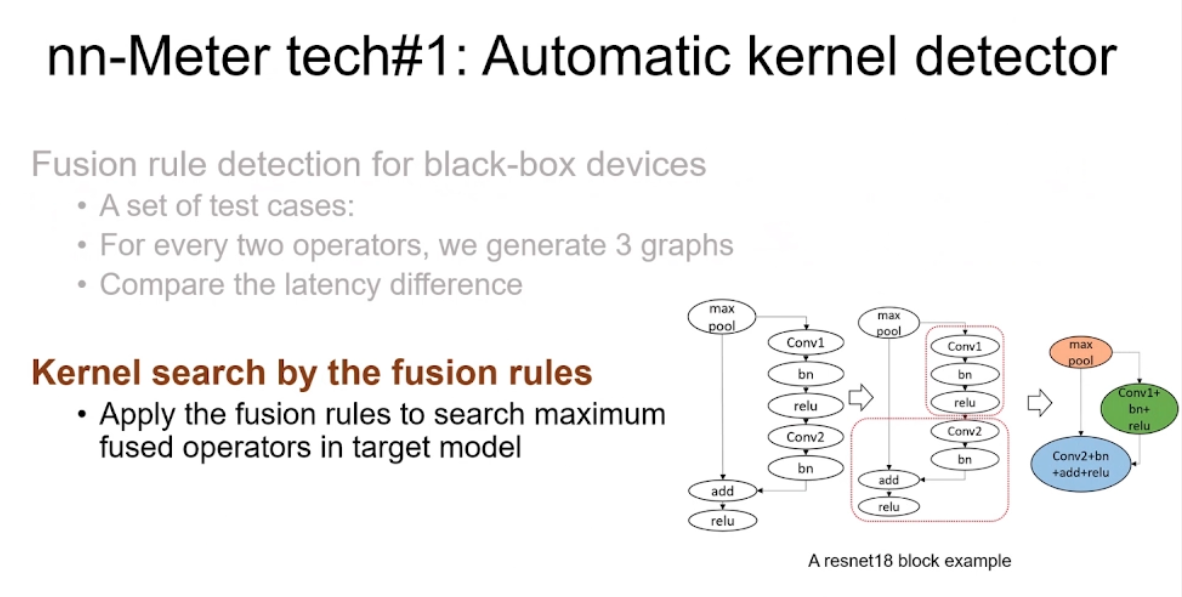 nn-Meter tech#1: Automatic kernel detector
Fusion rule detection for black-box devices
• A set of test cases:
• For every two operators, we generate 3 graphs
• Compare the latency difference
Kernel search by the fusion rules
• Apply the fusion rules to search maximum
fused operators in target model
max
pool
Conv1
bn
relu
Conv2
bn
add
relu
max
pool
Conv1
bn
relu
Conv2
bn
add
relu
max
pool
Conv1+
bn+
relu
Conv2+bn
+add+relu
A resnet18 block example